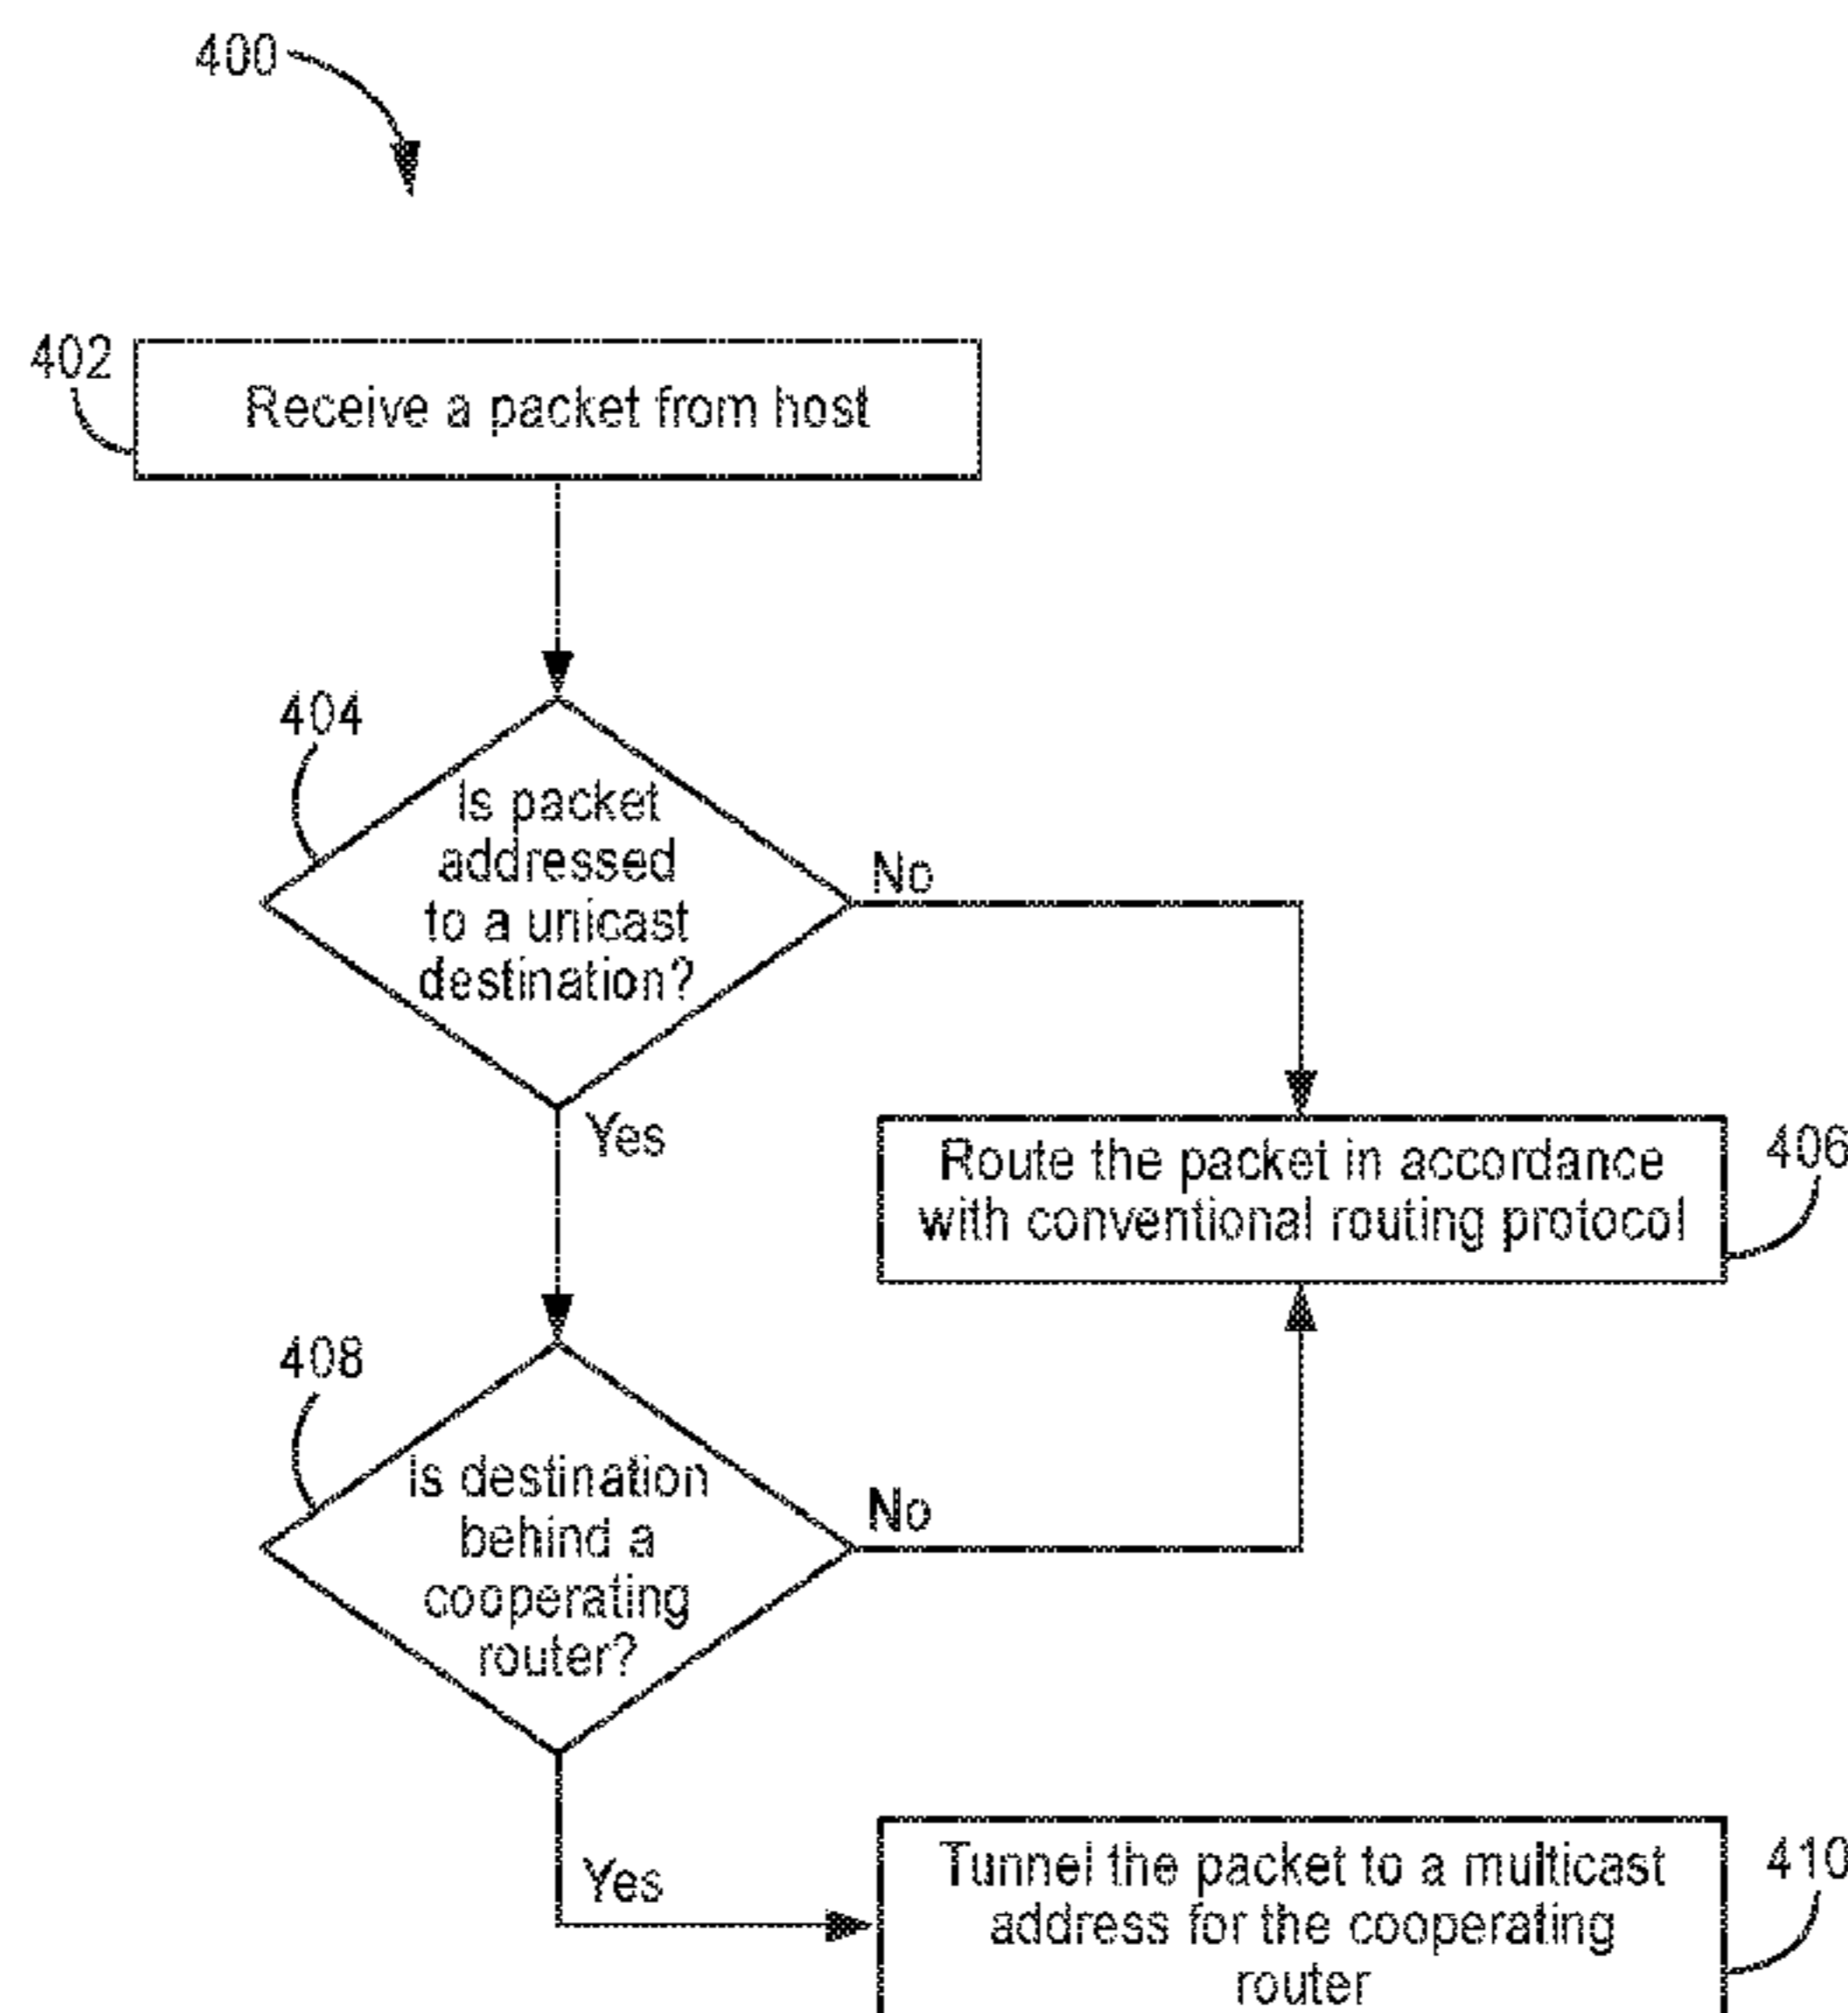 400
402
Receive a packet from host
404
Is packet
addressed
to a unicast
destination?
No
Yes
Route the packet in accordance
with conventional routing protocol
406
408
is destination
behind a
cooperating
router?
No
Yes
Tunnel the packet to a multicast
address for the cooperating
router
410